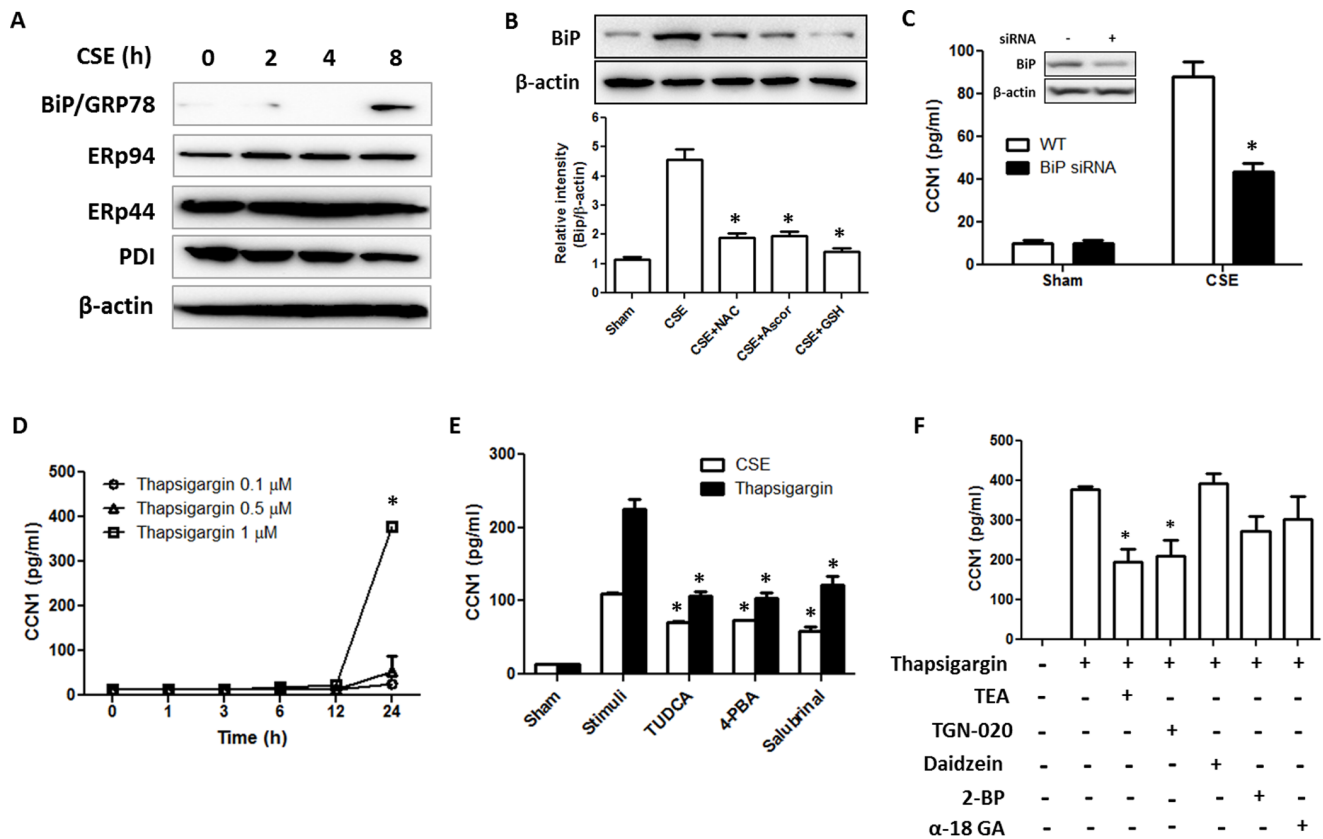 A
CSE (h) 0 2 4 8
BiP/GRP78
ERp94
ERp44
PDI
β-actin
B
BiP
β-actin
Relative intensity
(Bip/β-actin)
6
5
4
3
2
1
0
Sham CSE CSE+NAC CSE+Ascor CSE+GSH
* * *
C
siRNA - +
BiP
β-actin
CCN1 (pg/ml)
100
80
60
40
20
0
WT
BiP siRNA
*
Sham CSE
D
CCN1 (pg/ml)
500
400
300
200
100
0
Thapsigargin 0.1 μM
Thapsigargin 0.5 μM
Thapsigargin 1 μM
*
0 1 3 6 12 24
Time (h)
E
CCN1 (pg/ml)
300
200
100
0
CSE
Thapsigargin
* * * * * *
Sham Stimuli TUDCA 4-PBA Salubrinal
F
CCN1 (pg/ml)
500
400
300
200
100
0
* *
Thapsigargin - + + + + + +
TEA - - + - - - -
TGN-020 - - - + - - -
Daidzein - - - - + - -
2-BP - - - - - + -
α-18 GA - - - - - - +